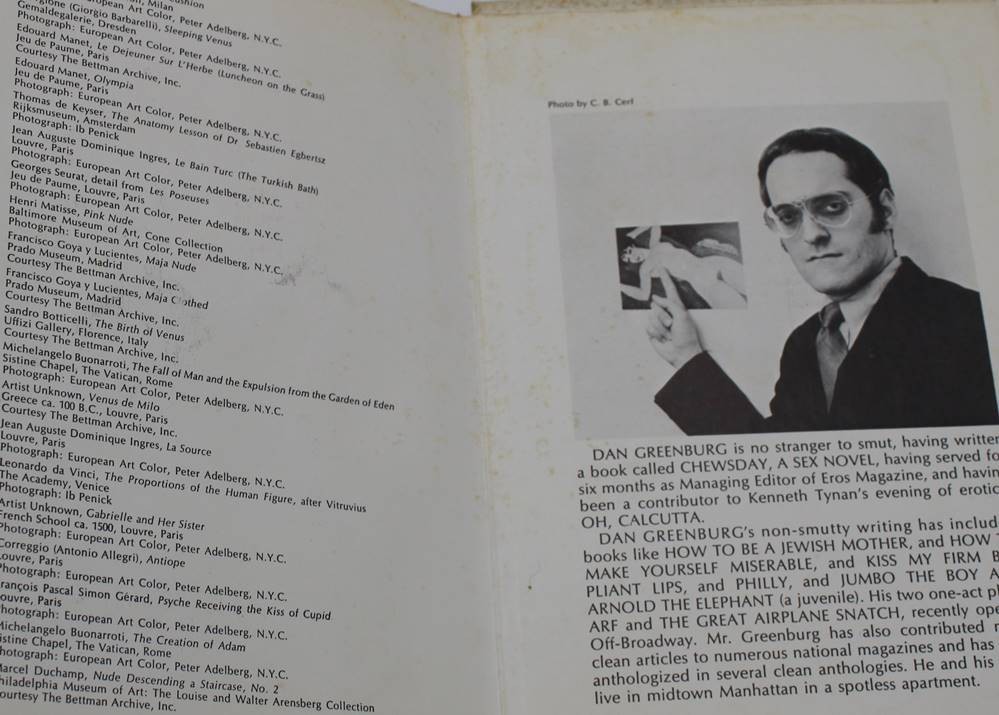 , Milan
Giorgione (Giorgio Barbarelli), Sleeping Venus
Gemaldegalerie, Dresden
Photograph: European Art Color, Peter Adelberg, N.Y.C.
Edouard Manet, Le Dejeuner Sur L'Herbe (Luncheon on the Grass)
Jeu de Paume, Paris
Courtesy The Bettman Archive, Inc.
Edouard Manet, Olympia
Jeu de Paume, Paris
Photograph: European Art Color, Peter Adelberg, N.Y.C.
Thomas de Keyser, The Anatomy Lesson of Dr Sebastien Egbertsz
Rijksmuseum, Amsterdam
Photograph: Ib Penick
Jean Auguste Dominique Ingres, Le Bain Turc (The Turkish Bath)
Louvre, Paris
Photograph: European Art Color, Peter Adelberg, N.Y.C.
Georges Seurat, detail from Les Poseuses
Jeu de Paume, Louvre, Paris
Photograph: European Art Color, Peter Adelberg, N.Y.C.
Henri Matisse, Pink Nude
Baltimore Museum of Art, Cone Collection
Photograph: European Art Color, Peter Adelberg, N.Y.C.
Francisco Goya y Lucientes, Maja Nude
Prado Museum, Madrid
Courtesy The Bettman Archive, Inc.
Francisco Goya y Lucientes, Maja Clothed
Prado Museum, Madrid
Courtesy The Bettman Archive, Inc.
Sandro Botticelli, The Birth of Venus
Uffizi Gallery, Florence, Italy
Courtesy The Bettman Archive, Inc.
Michelangelo Buonarroti, The Fall of Man and the Expulsion from the Garden of Eden
Sistine Chapel, The Vatican, Rome
Photograph: European Art Color, Peter Adelberg, N.Y.C.
Artist Unknown, Venus de Milo
Greece ca. 100 B.C., Louvre, Paris
Courtesy The Bettman Archive, Inc.
Jean Auguste Dominique Ingres, La Source
Louvre, Paris
Photograph: European Art Color, Peter Adelberg, N.Y.C.
Leonardo da Vinci, The Proportions of the Human Figure, after Vitruvius
The Academy, Venice
Photograph: Ib Penick
Artist Unknown, Gabrielle and Her Sister
French School ca. 1500, Louvre, Paris
Photograph: European Art Color, Peter Adelberg, N.Y.C.
Correggio (Antonio Allegri), Antiope
Louvre, Paris
Photograph: European Art Color, Peter Adelberg, N.Y.C.
François Pascal Simon Gérard, Psyche Receiving the Kiss of Cupid
Louvre, Paris
Photograph: European Art Color, Peter Adelberg, N.Y.C.
Michelangelo Buonarroti, The Creation of Adam
Sistine Chapel, The Vatican, Rome
Photograph: European Art Color, Peter Adelberg, N.Y.C.
Marcel Duchamp, Nude Descending a Staircase, No. 2
Philadelphia Museum of Art: The Louise and Walter Arensberg Collection
Courtesy The Bettman Archive, Inc.
Photo by C. B. Cerf
DAN GREENBURG is no stranger to smut, having written
a book called CHEWSDAY, A SEX NOVEL, having served fo
six months as Managing Editor of Eros Magazine, and havin
been a contributor to Kenneth Tynan's evening of erotic
OH, CALCUTTA.
DAN GREENBURG's non-smutty writing has includ
books like HOW TO BE A JEWISH MOTHER, and HOW T
MAKE YOURSELF MISERABLE, and KISS MY FIRM B
PLIANT LIPS, and PHILLY, and JUMBO THE BOY A
ARNOLD THE ELEPHANT (a juvenile). His two one-act pl
ARF and THE GREAT AIRPLANE SNATCH, recently ope
Off-Broadway. Mr. Greenburg has also contributed
clean articles to numerous national magazines and has
anthologized in several clean anthologies. He and his
live in midtown Manhattan in a spotless apartment.